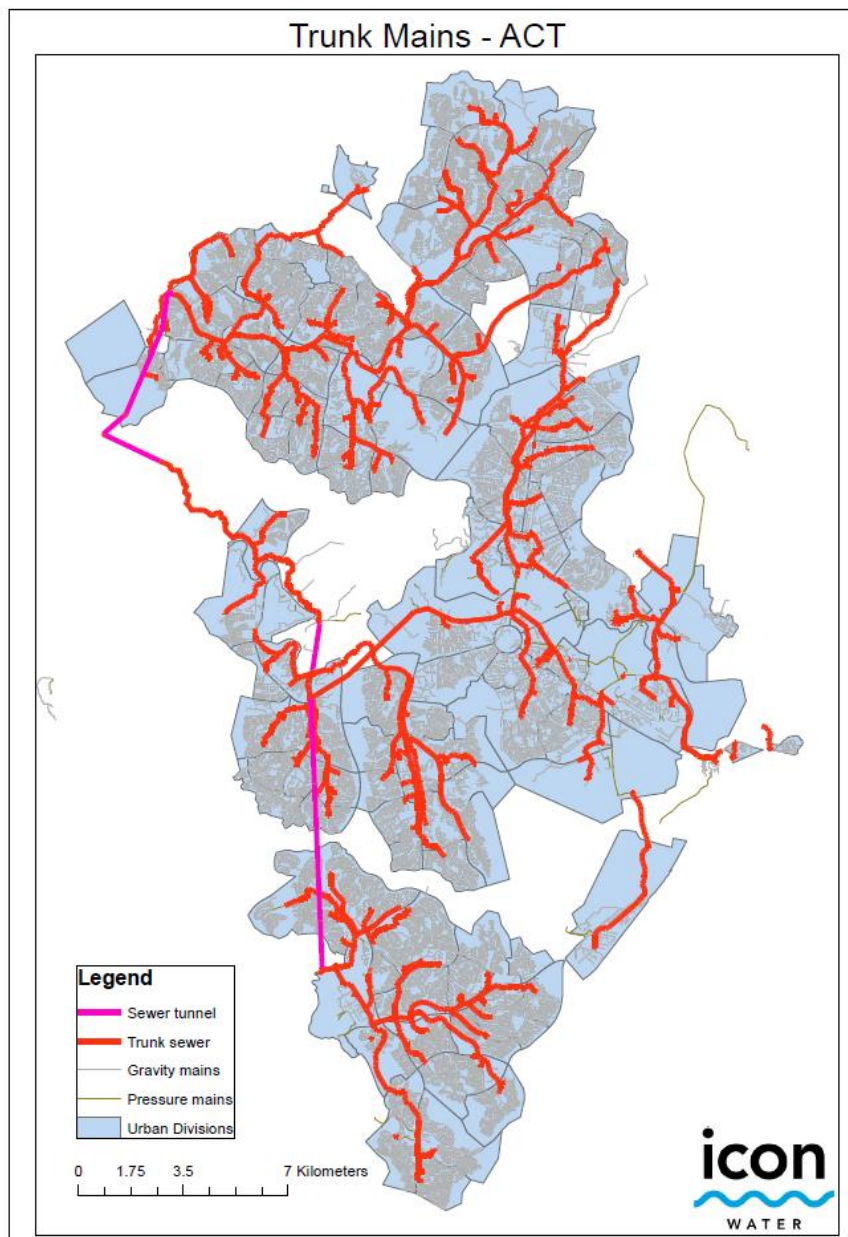 Trunk Mains - ACT
Legend
Sewer tunnel
Trunk sewer
Gravity mains
Pressure mains
Urban Divisions
0 1.75 3.5 7 Kilometers
icon
WATER